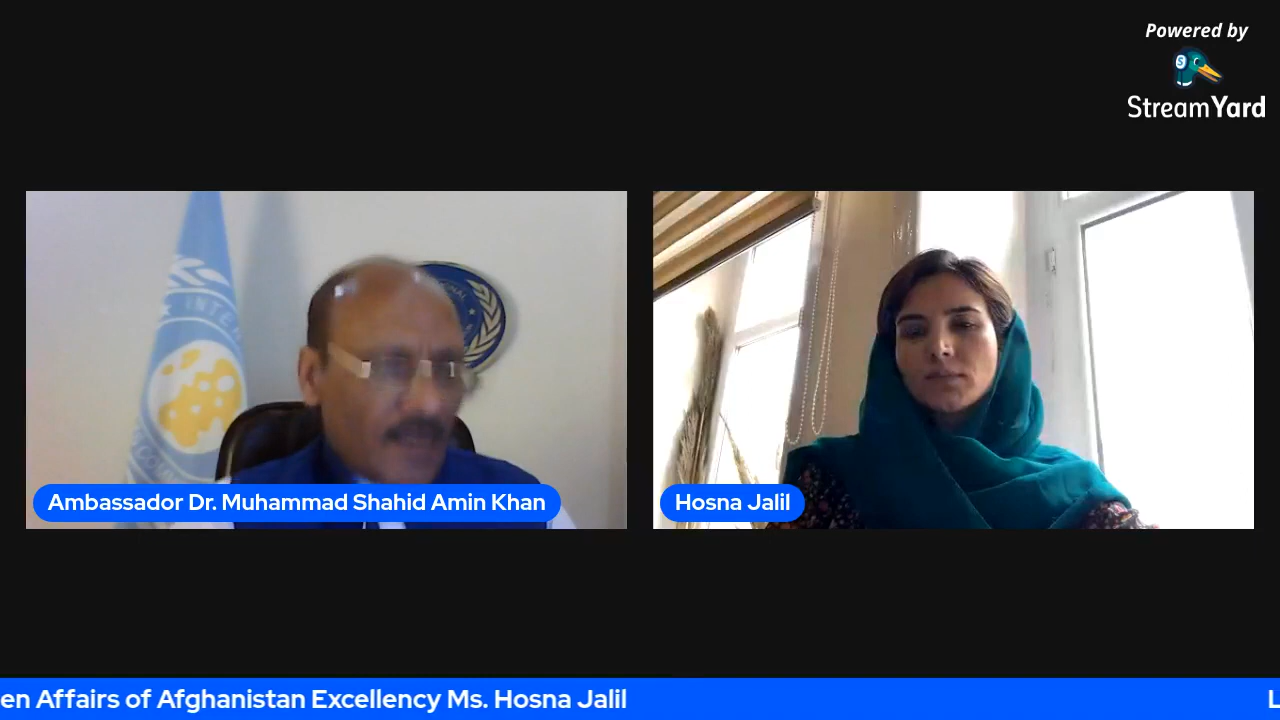 Powered by
StreamYard
INTER
Ambassador Dr. Muhammad Shahid Amin Khan
Hosna Jalil
en Affairs of Afghanistan Excellency Ms. Hosna Jalil
L